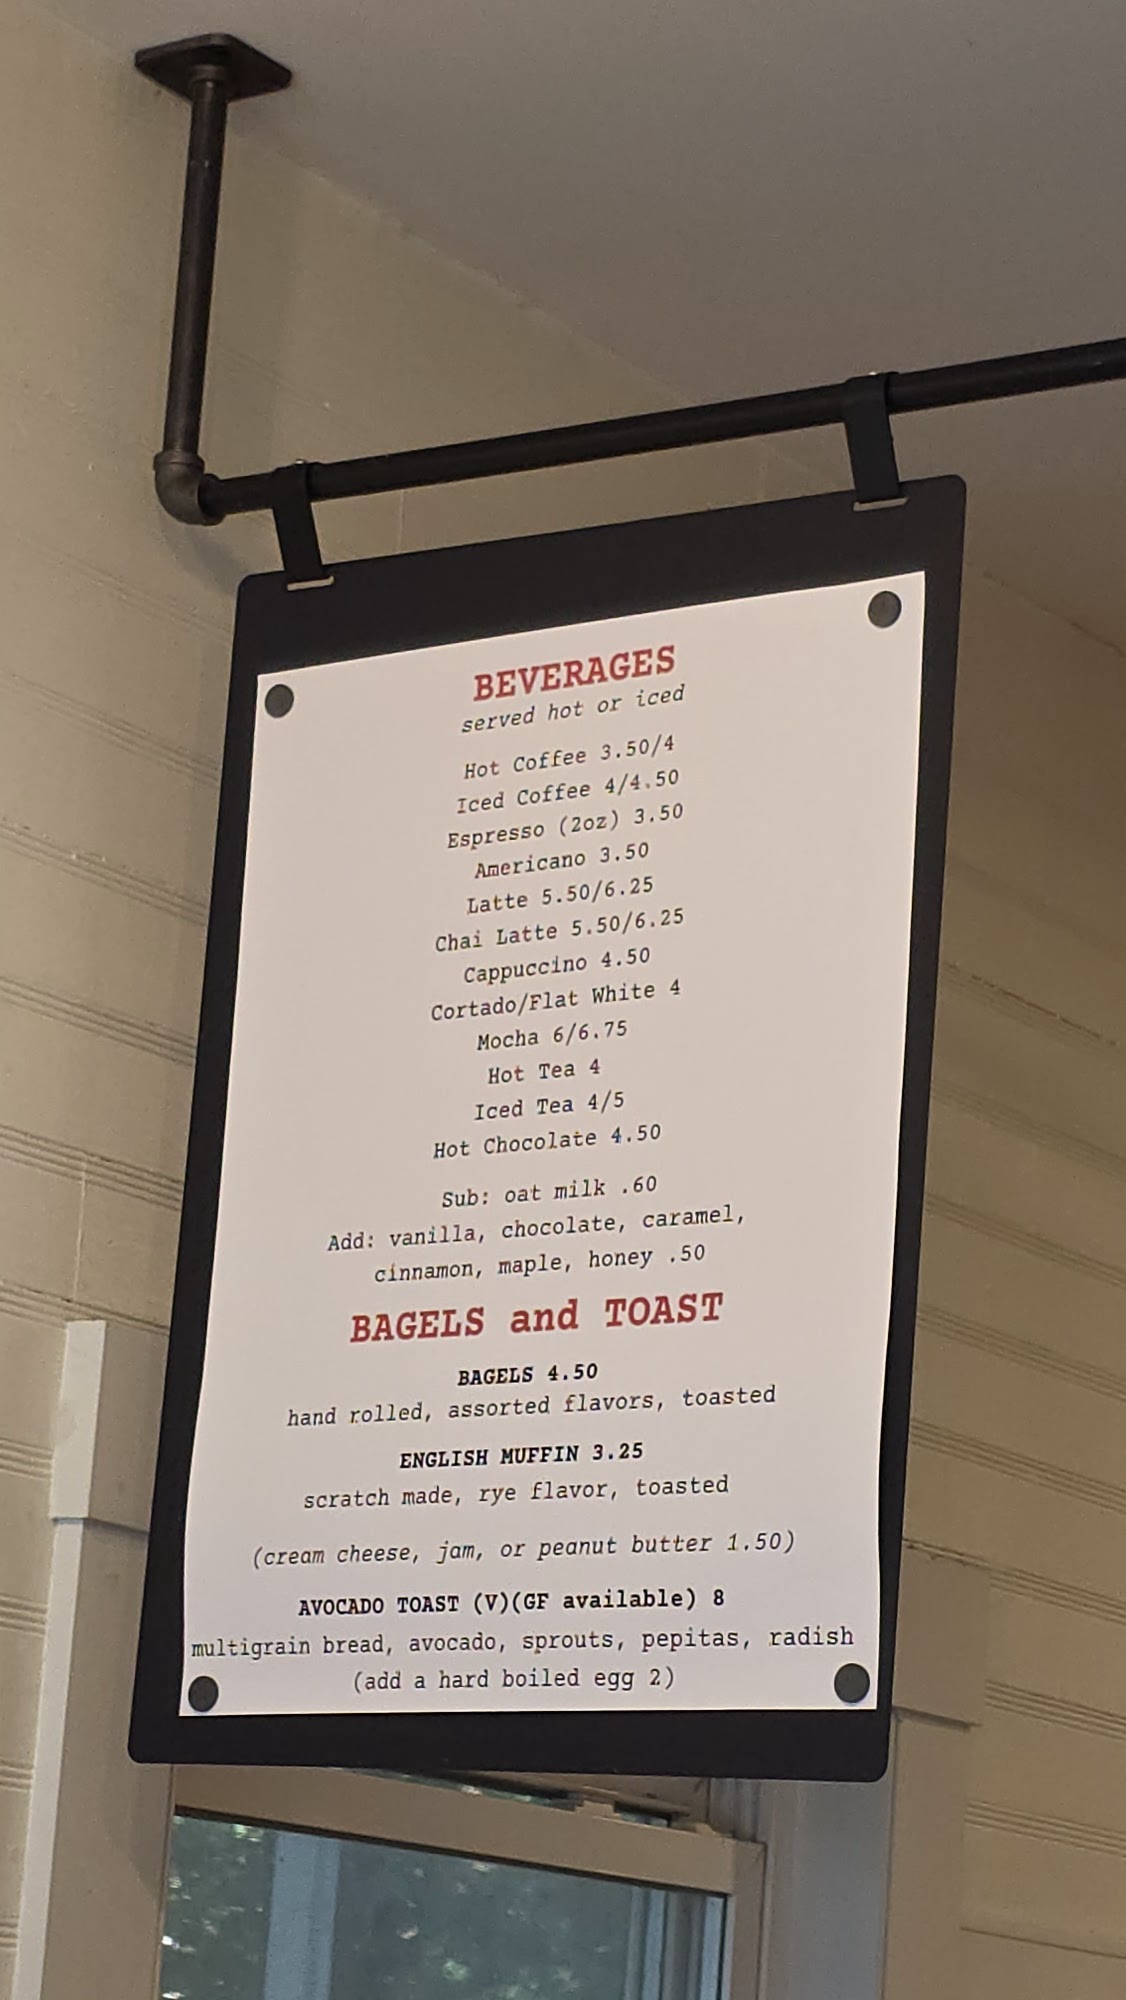 BEVERAGES
served hot or iced
Hot Coffee 3.50/4
Iced Coffee 4/4.50
Espresso (2oz) 3.50
Americano 3.50
Latte 5.50/6.25
Chai Latte 5.50/6.25
Cappuccino 4.50
Cortado/Flat White 4
Mocha 6/6.75
Hot Tea 4
Iced Tea 4/5
Hot Chocolate 4.50
Sub: oat milk .60
Add: vanilla, chocolate, caramel,
cinnamon, maple, honey .50
BAGELS and TOAST
BAGELS 4.50
hand rolled, assorted flavors, toasted
ENGLISH MUFFIN 3.25
scratch made, rye flavor, toasted
(cream cheese, jam, or peanut butter 1.50)
AVOCADO TOAST (V)(GF available) 8
multigrain bread, avocado, sprouts, pepitas, radish
(add a hard boiled egg 2)